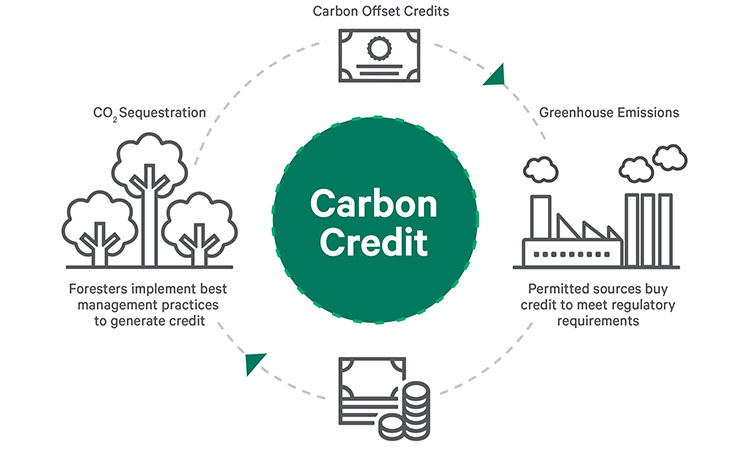 Carbon Offset Credits
CO₂ Sequestration
Greenhouse Emissions
Carbon
Credit
Foresters implement best
management practices
to generate credit
Permitted sources buy
credit to meet regulatory
requirements